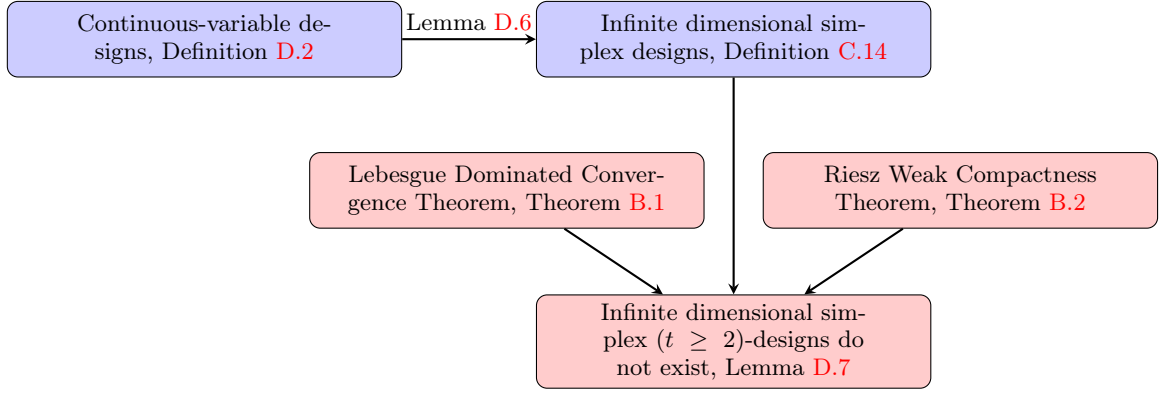 Continuous-variable de-
signs, Definition D.2
Lemma D.6
Infinite dimensional sim-
plex designs, Definition C.14
Lebesgue Dominated Conver-
gence Theorem, Theorem B.1
Riesz Weak Compactness
Theorem, Theorem B.2
Infinite dimensional sim-
plex (t ≥ 2)-designs do
not exist, Lemma D.7